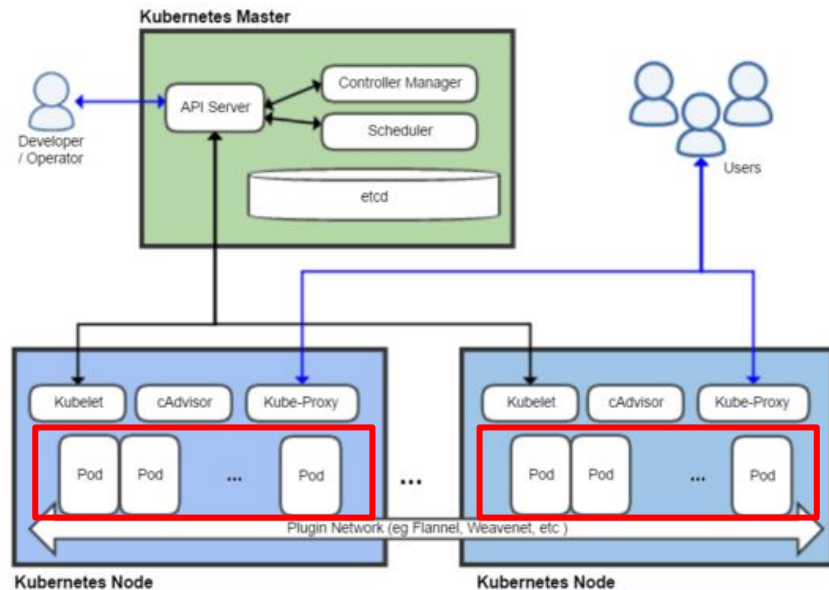 Kubernetes Master
API Server
Controller Manager
Scheduler
etcd
Developer
/ Operator
Users
Kubelet
cAdvisor
Kube-Proxy
Pod
Pod
...
Pod
...
Kubelet
cAdvisor
Kube-Proxy
Pod
Pod
...
Pod
Plugin Network (eg Flannel, Weavenet, etc )
Kubernetes Node
Kubernetes Node